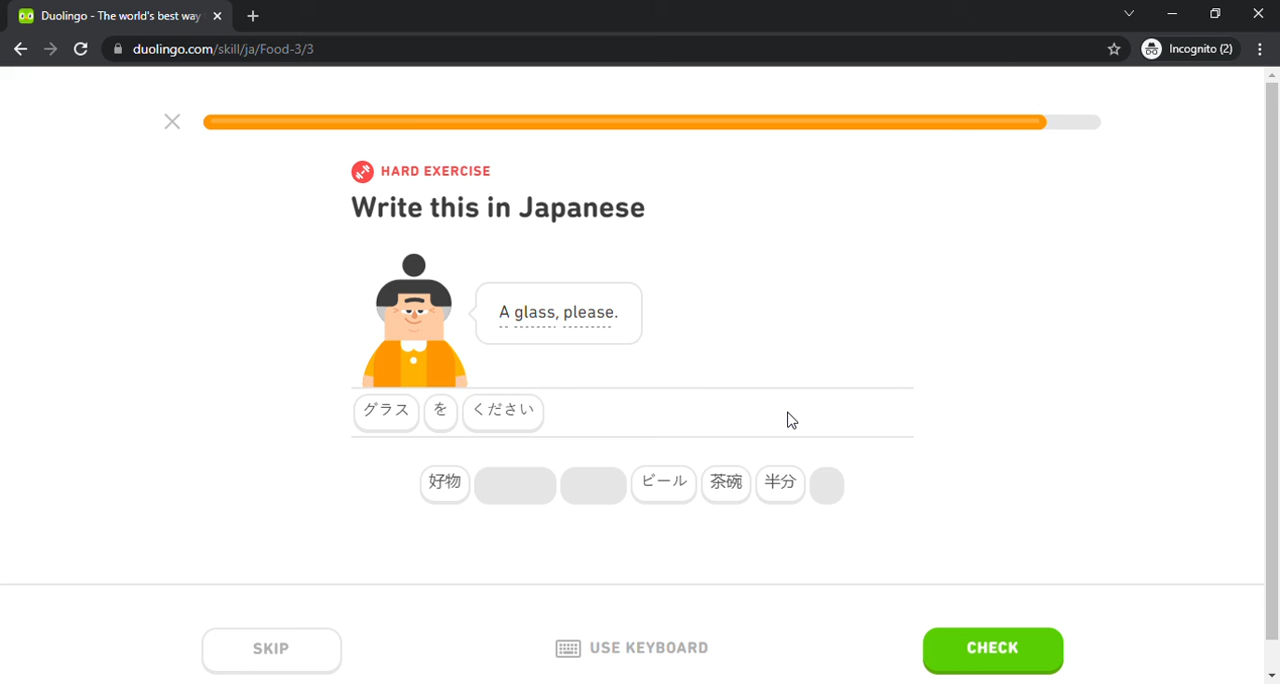 Duolingo - The world's best way
duolingo.com/skill/ja/Food-3/3
Incognito (2)
HARD EXERCISE
Write this in Japanese
A glass, please.
グラス を ください
好物 ビール 茶碗 半分
SKIP
USE KEYBOARD
CHECK